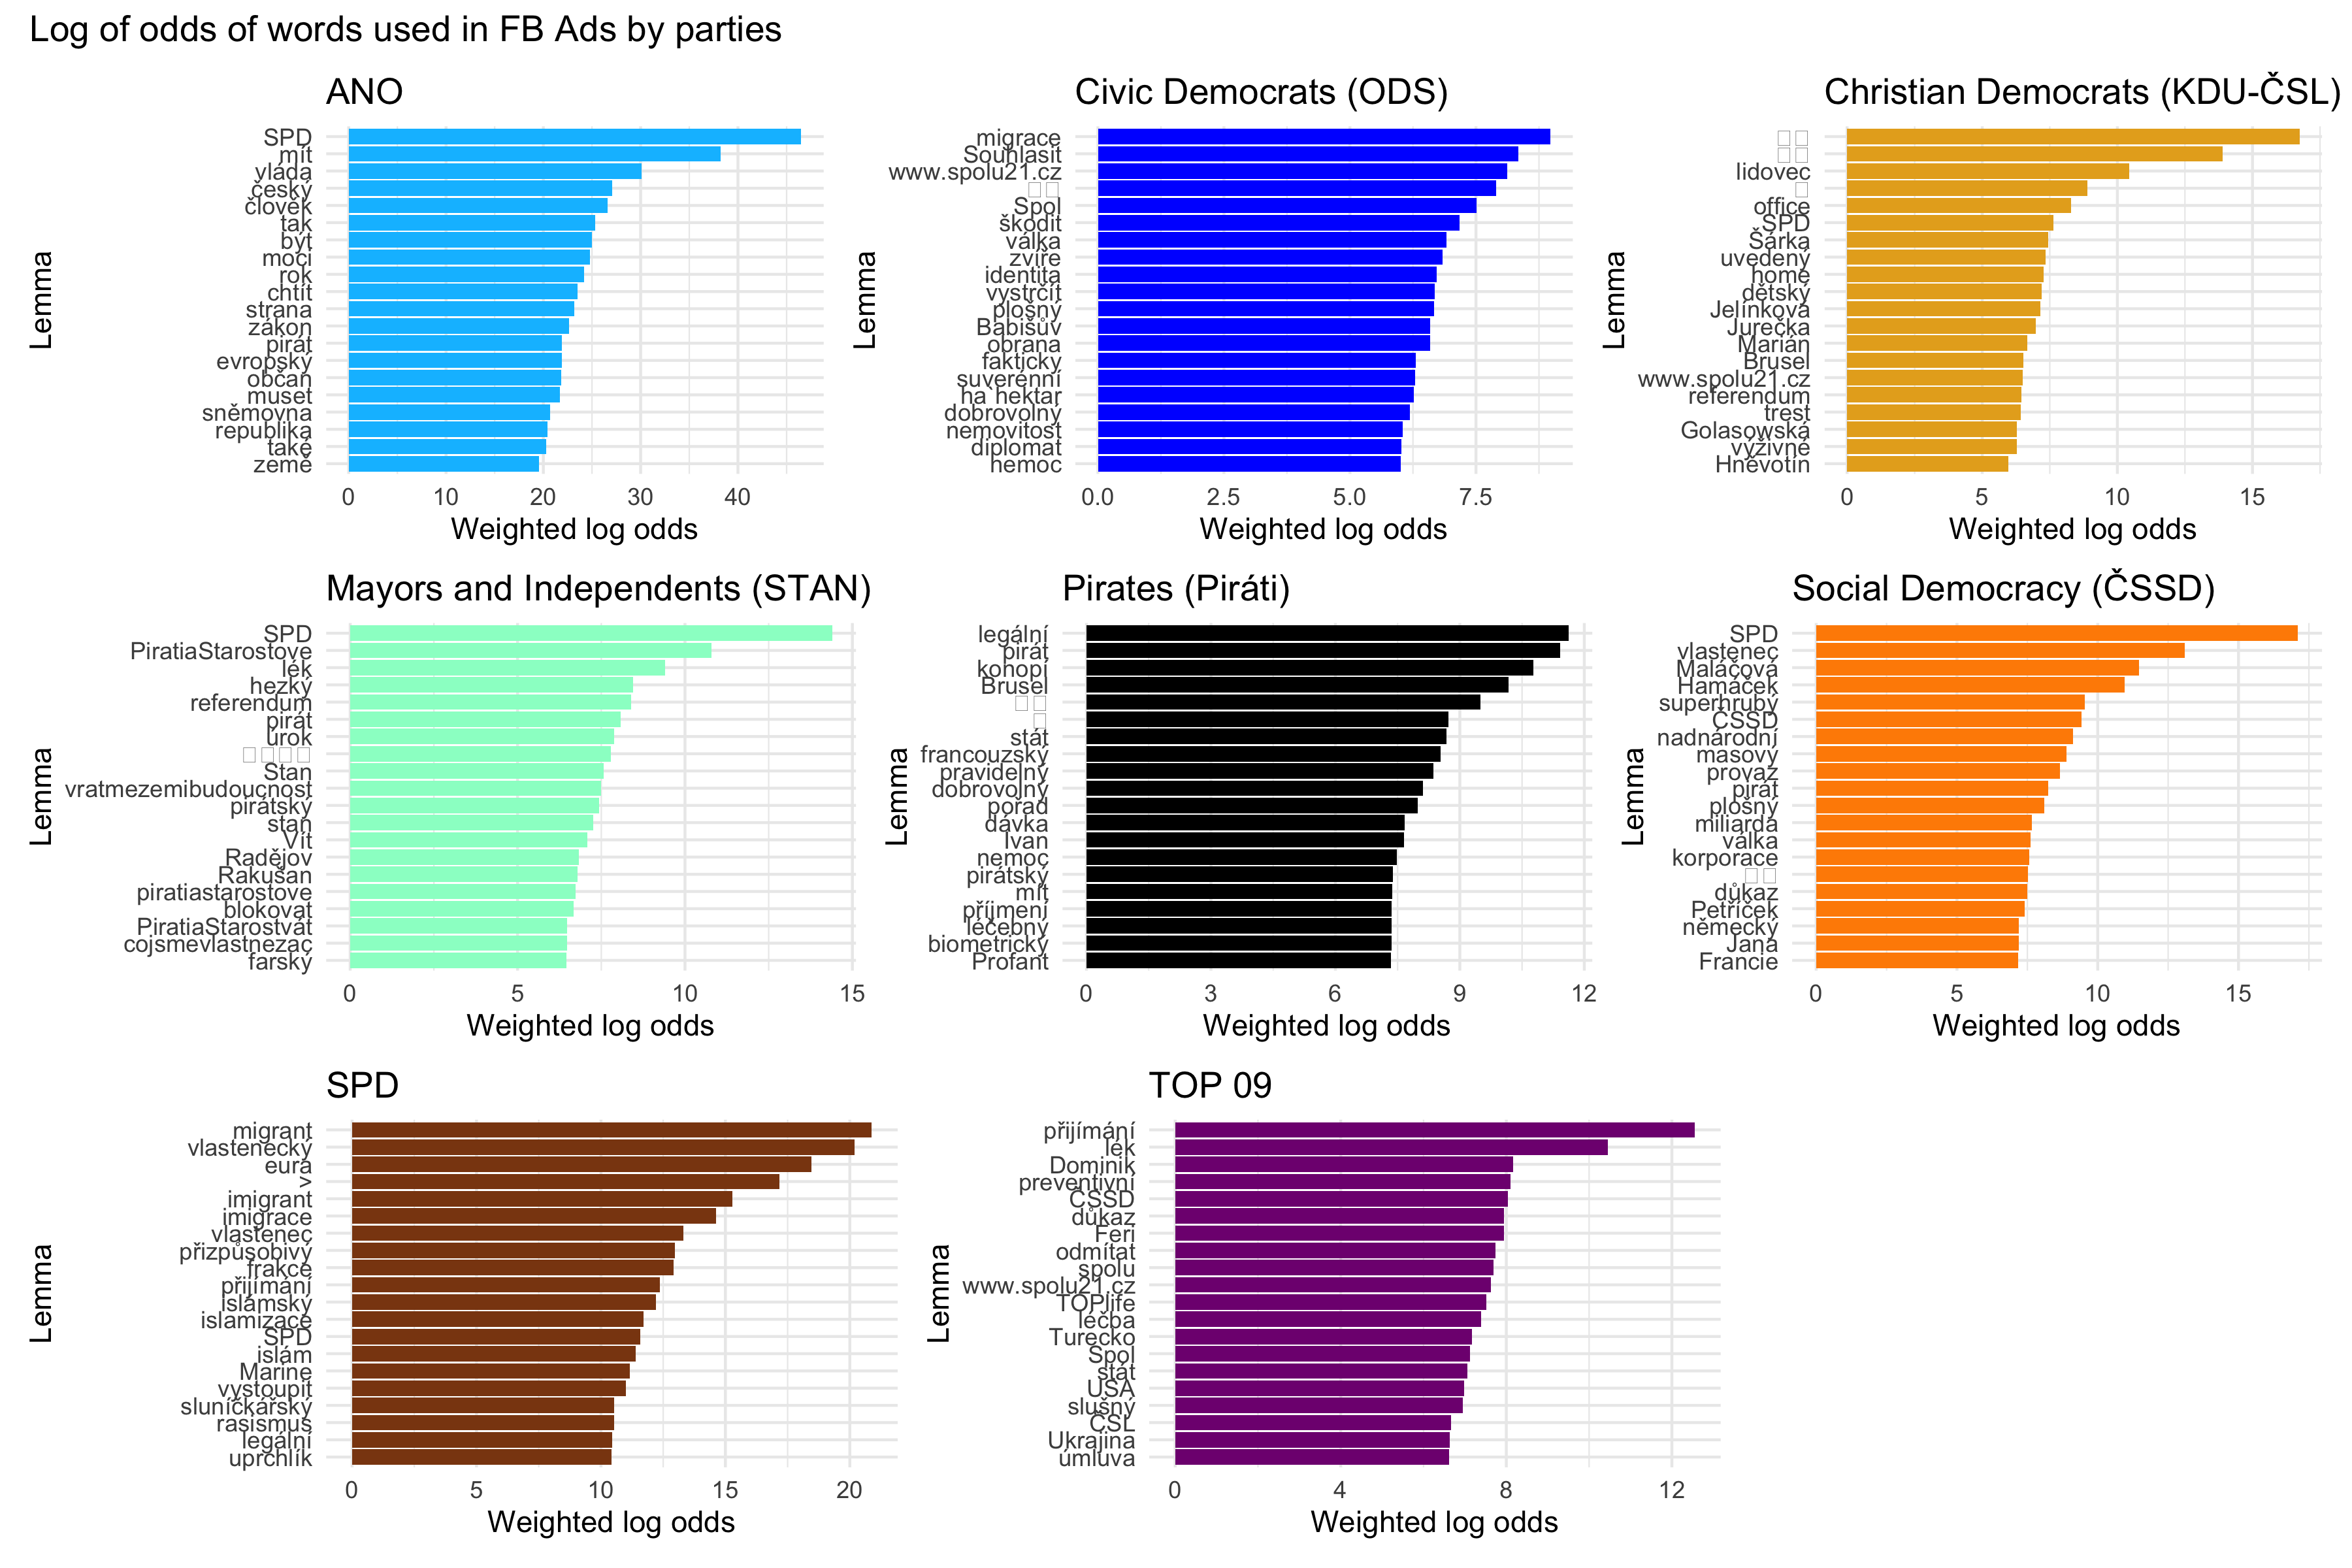 Log of odds of words used in FB Ads by parties
ANO
Lemma
SPD
mít
vláda
český
člověk
tak
být
moci
rok
chtít
strana
zákon
pirát
evropský
občan
muset
sněmovna
republika
také
země
0 10 20 30 40
Weighted log odds
Civic Democrats (ODS)
Lemma
migrace
Souhlasit
www.spolu21.cz
Spol
škodit
válka
zvíře
identita
vystrčit
plošný
Babišův
obrana
fakticky
suverénní
na hektar
dobrovolný
nemovitost
diplomat
hemoc
0.0 2.5 5.0 7.5
Weighted log odds
Christian Democrats (KDU-ČSL)
Lemma
lidovec
office
SPD
Šárka
uvedený
home
dětský
Jelínková
Jurečka
Marián
Brusel
www.spolu21.cz
referendum
trest
Golasowská
výživné
Hněvotín
0 5 10 15
Weighted log odds
Mayors and Independents (STAN)
Lemma
SPD
PiratiaStarostove
lék
hezký
referendum
pirát
úrok
Stan
vratmezemibudoucnost
pirátský
stan
Vít
Radějov
Rakušan
piratiastarostove
blokovat
PiratiaStarostvát
cojsmevlastnezac
farský
0 5 10 15
Weighted log odds
Pirates (Piráti)
Lemma
legální
pirát
konopí
Brusel
stát
francouzský
pravidelný
dobrovolný
pořad
dávka
Ivan
nemoc
pirátský
mít
příjmení
léčebný
biometrický
Profant
0 3 6 9 12
Weighted log odds
Social Democracy (ČSSD)
Lemma
SPD
vlastenec
Maláčová
Hamáček
superhrubý
ČSSD
nadnárodní
masový
provaz
pirát
plošný
miliarda
válka
korporace
důkaz
Petříček
německý
Jana
Francie
0 5 10 15
Weighted log odds
SPD
Lemma
migrant
vlastenecký
eura
>
imigrant
imigrace
vlastenec
přizpůsobivý
frakce
přijímání
islámský
islamizace
SPD
islám
Marine
vystoupit
sluníčkářský
rasismus
legální
uprchlík
0 5 10 15 20
Weighted log odds
TOP 09
Lemma
přijímání
lék
Dominik
preventivní
ČSSD
důkaz
Feri
odmítat
spolu
www.spolu21.cz
TOPlife
léčba
Turecko
Spol
stát
USA
slušný
ČSL
Ukrajina
úmluva
0 4 8 12
Weighted log odds